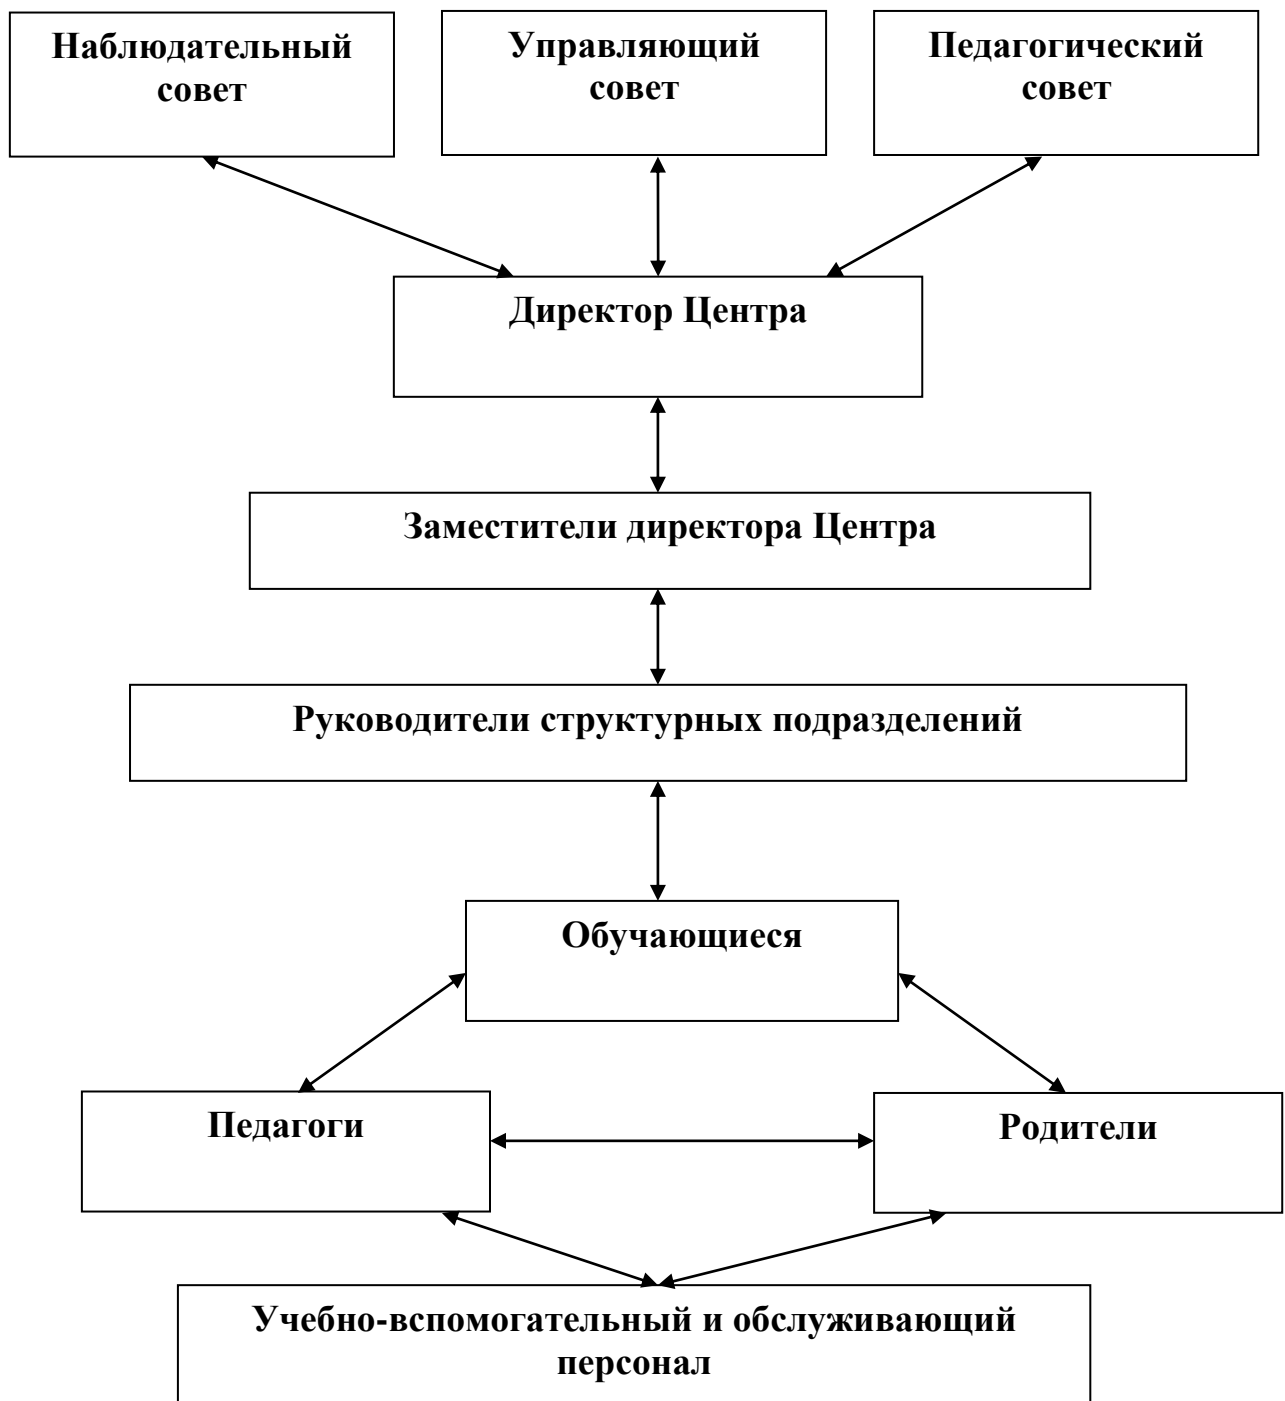 Наблюдательный
совет
Управляющий
совет
Педагогический
совет
Директор Центра
Заместители директора Центра
Руководители структурных подразделений
Обучающиеся
Педагоги
Родители
Учебно-вспомогательный и обслуживающий
персонал